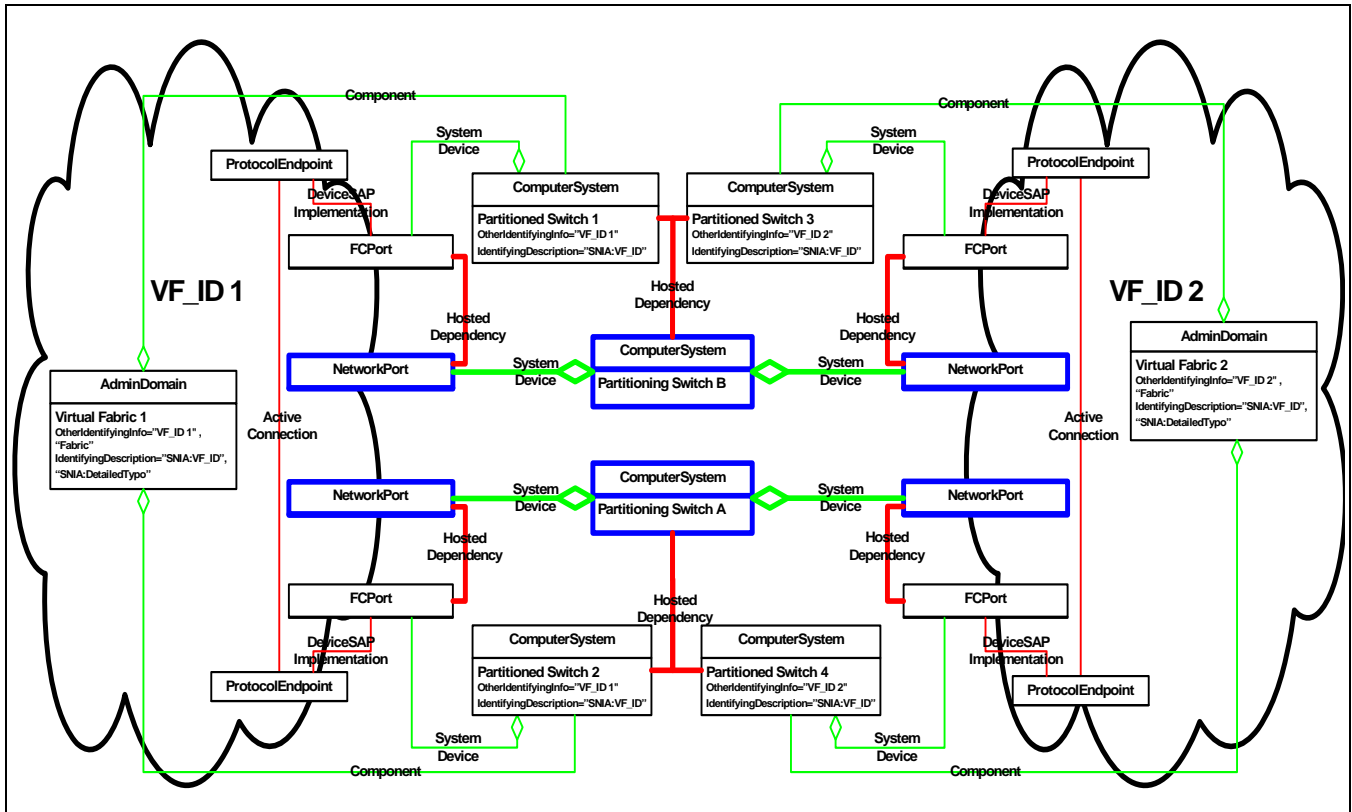 Component
Component
System
Device
System
Device
ProtocolEndpoint
ProtocolEndpoint
DeviceSAP
Implementation
DeviceSAP
Implementation
ComputerSystem
Partitioned Switch 1
OtherIdentifyingInfo="VF_ID 1"
IdentifyingDescription="SNIA:VF_ID"
ComputerSystem
Partitioned Switch 3
OtherIdentifyingInfo="VF_ID 2"
IdentifyingDescription="SNIA:VF_ID"
FCPort
FCPort
VF_ID 1
VF_ID 2
Hosted
Dependency
Hosted
Dependency
Hosted
Dependency
NetworkPort
System
Device
ComputerSystem
Partitioning Switch B
System
Device
NetworkPort
AdminDomain
Virtual Fabric 1
OtherIdentifyingInfo="VF_ID 1" ,
“Fabric”
IdentifyingDescription="SNIA:VF_ID",
“SNIA:DetailedTypo”
AdminDomain
Virtual Fabric 2
OtherIdentifyingInfo="VF_ID 2" ,
“Fabric”
IdentifyingDescription="SNIA:VF_ID",
“SNIA:DetailedTypo”
Active
Connection
Active
Connection
NetworkPort
System
Device
ComputerSystem
Partitioning Switch A
System
Device
NetworkPort
Hosted
Dependency
Hosted
Dependency
Hosted
Dependency
FCPort
FCPort
DeviceSAP
Implementation
DeviceSAP
Implementation
ProtocolEndpoint
ProtocolEndpoint
ComputerSystem
Partitioned Switch 2
OtherIdentifyingInfo="VF_ID 1"
IdentifyingDescription="SNIA:VF_ID"
ComputerSystem
Partitioned Switch 4
OtherIdentifyingInfo="VF_ID 2"
IdentifyingDescription="SNIA:VF_ID"
System
Device
System
Device
Component
Component